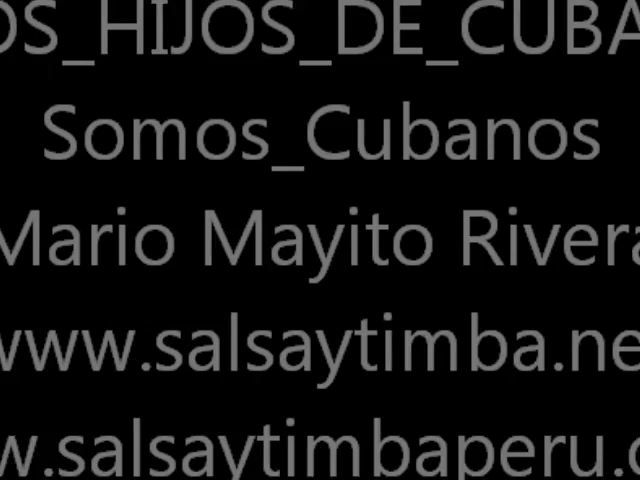 OS_HIJOS_DE_CUBA
Somos_Cubanos
Mario Mayito Rivera
www.salsaytimba.ne
w.salsaytimbaperu.c